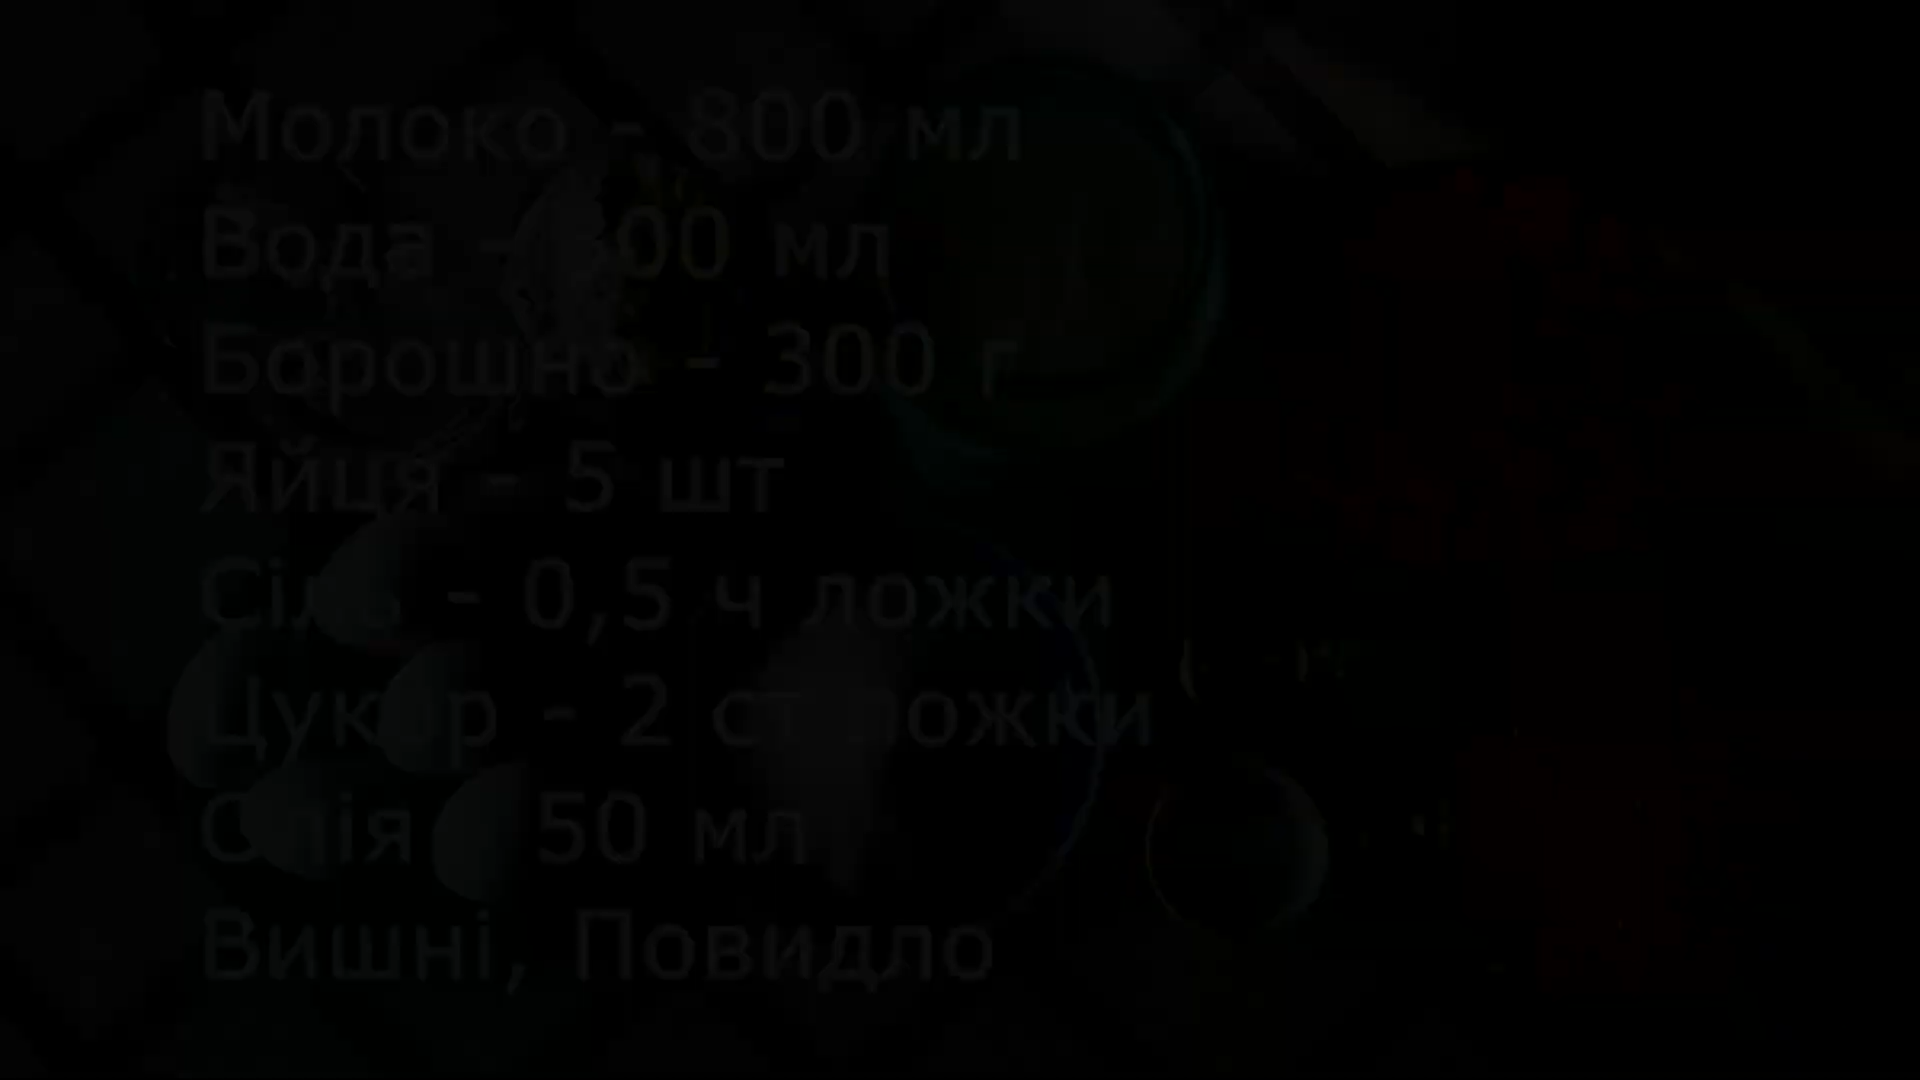 Молоко - 800 мл
Вода - мл
Борошно - 300 г
Яйця - 5 шт
Сіль - 0,5 ч ложки
Цукор - 2 ст ложки
Олія 50 мл
Вишні, Повидло